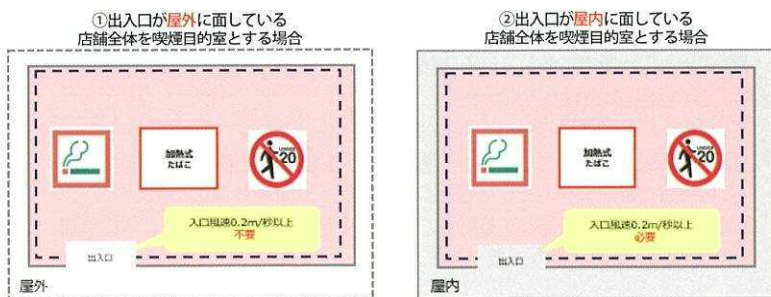 ①出入口が屋外に面している
店舗全体を喫煙目的室とする場合
加熱式
たばこ
UNDER
20
入口風速0.2m/秒以上
不要
出入口
屋外
②出入口が屋内に面している
店舗全体を喫煙目的室とする場合
加熱式
たばこ
UNDER
20
入口風速0.2m/秒以上
必要
出入口
屋内